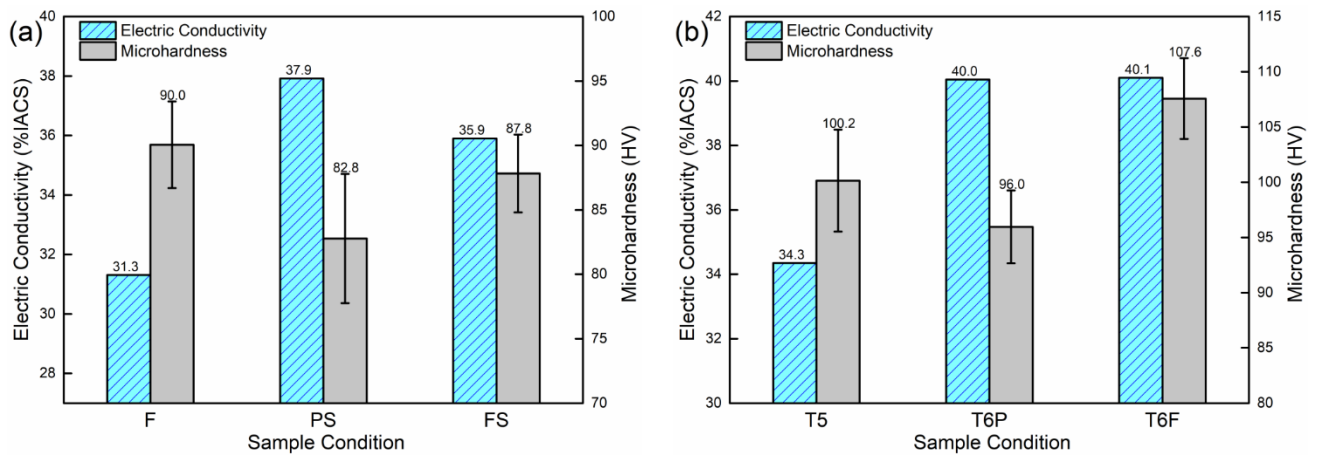 (a)
Electric Conductivity
Microhardness
Electric Conductivity (%IACS)
40
38
36
34
32
30
28
100
95
90
85
80
75
70
Microhardness (HV)
31.3
90.0
37.9
82.8
35.9
87.8
F
PS
FS
Sample Condition
(b)
Electric Conductivity
Microhardness
Electric Conductivity (%IACS)
42
40
38
36
34
32
30
115
110
105
100
95
90
85
80
Microhardness (HV)
34.3
100.2
40.0
96.0
40.1
107.6
T5
T6P
T6F
Sample Condition